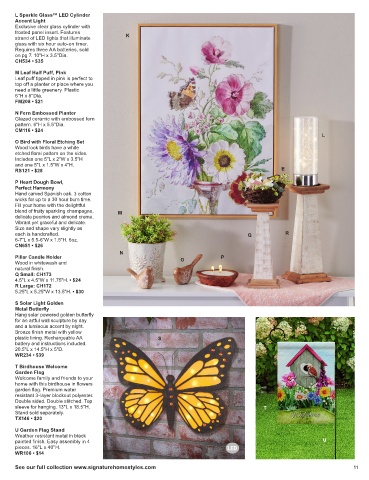 L Sparkle Glass™ LED Cylinder
Accent Light
Exclusive clear glass cylinder with
frosted panel insert. Features
strand of LED lights that illuminate
glass with six hour auto-on timer.
Requires three AA batteries, sold
on pg 7. 10"H x 3.5"Dia.
CH534 • $35
M Leaf Half Puff, Pink
Leaf puff tipped in pink is perfect to
top off a planter or place where you
need a little greenery. Plastic
6"H x 8"Dia.
FM209 • $21
N Fern Embossed Planter
Glazed ceramic with embossed fern
pattern. 6"H x 5.5"Dia.
CM116 • $24
O Bird with Floral Etching Set
Wood look birds have a white
etched floral pattern on the sides.
Includes one 5"L x 2"W x 3.5"H
and one 5"L x 1.5"W x 4"H.
RS121 • $20
P Heart Dough Bowl,
Perfect Harmony
Hand carved Spanish oak. 3 cotton
wicks for up to a 30 hour burn time.
Fill your home with the delightful
blend of fruity sparkling champagne,
delicate peonies and almond creme.
Vibrant yet graceful and delicate.
Size and shape vary slightly as
each is handcrafted.
6-7"L x 5.5-6"W x 1.5"H. 6oz.
CN601 • $26
Pillar Candle Holder
Wood in whitewash and
natural finish.
Q Small: CH173
4.5"L x 4.5"W x 11.75"H. • $24
R Large: CH172
5.25"L x 5.25"W x 13.5"H. • $30
S Solar Light Golden
Metal Butterfly
Hang solar powered golden butterfly
for an artful wall sculpture by day
and a luminous accent by night.
Bronze finish metal with yellow
plastic lining. Rechargeable AA
battery and instructions included.
20.5"L x 14.5"H x 5"D.
WR234 • $39
T Birdhouse Welcome
Garden Flag
Welcome family and friends to your
home with this birdhouse in flowers
garden flag. Premium water
resistant 3-layer blackout polyester.
Double sided. Double stitched. Top
sleeve for hanging. 13"L x 18.5"H.
Stand sold separately.
TX145 • $20
U Garden Flag Stand
Weather resistant metal in black
painted finish. Easy assembly in 4
pieces. 16"L x 40"H.
WR100 • $14
K
L
E
M
Q
R
N
O
P
LED
U
See our full collection www.signaturehomestyles.com
11